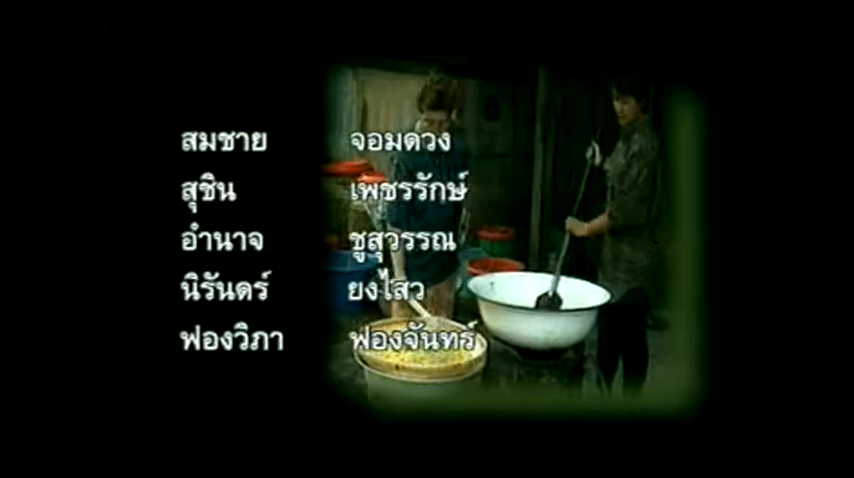 สมชาย จอมดวง
สุชิน เพชรรักษ์
อำนาจ ชูสุวรรณ
นิรันดร์ ยงไสว
ฟองวิภา ฟองจันทร์